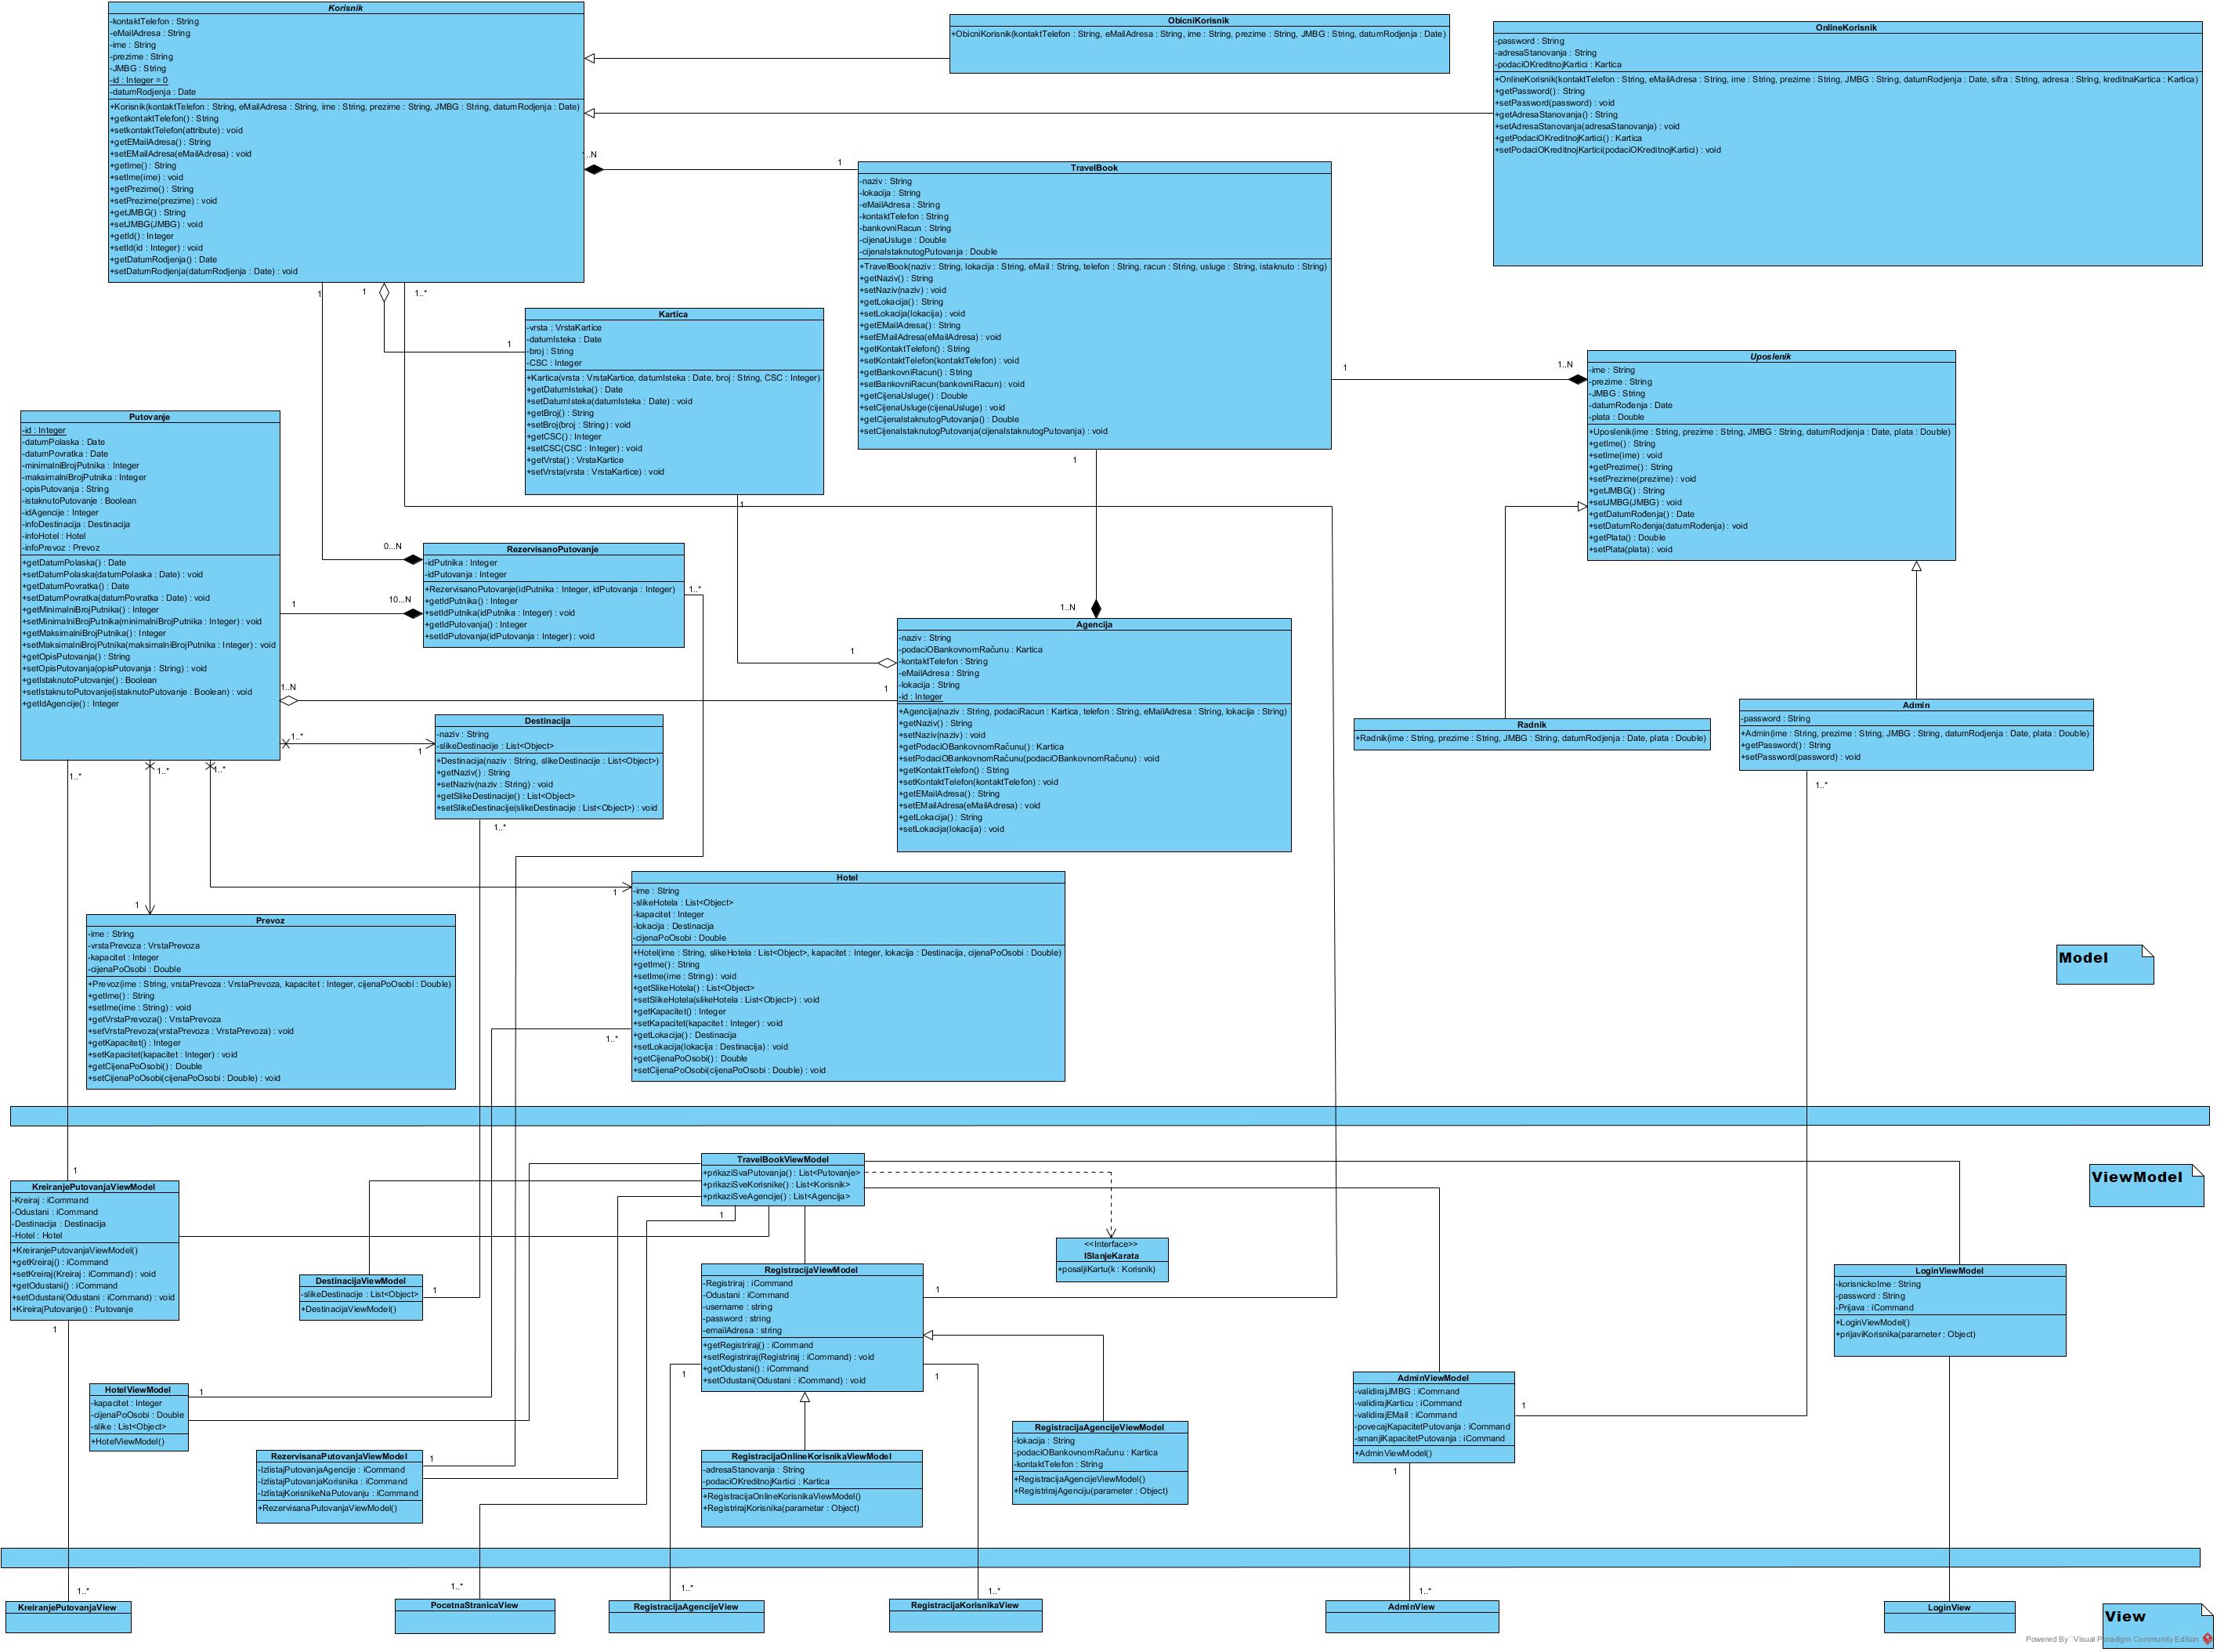 Korisnik
-kontaktTelefon : String
-eMailAdresa : String
-ime : String
-prezime : String
-JMBG : String
-id : Integer = 0
-datumRodjenja : Date
+Korisnik(kontaktTelefon : String, eMailAdresa : String, ime : String, prezime : String, JMBG : String, datumRodjenja : Date)
+getkontaktTelefon() : String
+setkontaktTelefon(attribute) : void
+getEMailAdresa() : String
+setEMailAdresa(eMailAdresa) : void
+getIme() : String
+setIme(ime) : void
+getPrezime() : String
+setPrezime(prezime) : void
+getJMBG() : String
+setJMBG(JMBG) : void
+getId() : Integer
+setId(id : Integer) : void
+getDatumRodjenja() : Date
+setDatumRodjenja(datumRodjenja : Date) : void
ObicniKorisnik
+ObicniKorisnik(kontaktTelefon : String, eMailAdresa : String, ime : String, prezime : String, JMBG : String, datumRodjenja : Date)
OnlineKorisnik
-password : String
-adresaStanovanja : String
-podaciOKreditnojKartici : Kartica
+OnlineKorisnik(kontaktTelefon : String, eMailAdresa : String, ime : String, prezime : String, JMBG : String, datumRodjenja : Date, sifra : String, adresa : String, kreditnaKartica : Kartica)
+getPassword() : String
+setPassword(password) : void
+getAdresaStanovanja() : String
+setAdresaStanovanja(adresaStanovanja) : void
+getPodaciOKreditnojKartici() : Kartica
+setPodaciOKreditnojKartici(podaciOKreditnojKartici) : void
1..N
1
TravelBook
-naziv : String
-lokacija : String
-eMailAdresa : String
-kontaktTelefon : String
-bankovniRacun : String
-cijenaUsluge : Double
-cijenaIstaknutogPutovanja : Double
+TravelBook(naziv : String, lokacija : String, eMail : String, telefon : String, racun : String, usluge : String, istaknuto : String)
+getNaziv() : String
+setNaziv(naziv) : void
+getLokacija() : String
+setLokacija(lokacija) : void
+getEMailAdresa() : String
+setEMailAdresa(eMailAdresa) : void
+getKontaktTelefon() : String
+setKontaktTelefon(kontaktTelefon) : void
+getBankovniRacun() : String
+setBankovniRacun(bankovniRacun) : void
+getCijenaUsluge() : Double
+setCijenaUsluge(cijenaUsluge) : void
+getCijenaIstaknutogPutovanja() : Double
+setCijenaIstaknutogPutovanja(cijenaIstaknutogPutovanja) : void
1
1
1..*
Kartica
-vrsta : VrstaKartice
-datumIsteka : Date
-broj : String
-CSC : Integer
+Kartica(vrsta : VrstaKartice, datumIsteka : Date, broj : String, CSC : Integer)
+getDatumIsteka() : Date
+setDatumIsteka(datumIsteka : Date) : void
+getBroj() : String
+setBroj(broj : String) : void
+getCSC() : Integer
+setCSC(CSC : Integer) : void
+getVrsta() : VrstaKartice
+setVrsta(vrsta : VrstaKartice) : void
1
1
1
1..N
Uposlenik
-ime : String
-prezime : String
-JMBG : String
-datumRođenja : Date
-plata : Double
+Uposlenik(ime : String, prezime : String, JMBG : String, datumRodjenja : Date, plata : Double)
+getIme() : String
+setIme(ime) : void
+getPrezime() : String
+setPrezime(prezime) : void
+getJMBG() : String
+setJMBG(JMBG) : void
+getDatumRođenja() : Date
+setDatumRođenja(datumRođenja) : void
+getPlata() : Double
+setPlata(plata) : void
Putovanje
-id : Integer
-datumPolaska : Date
-datumPovratka : Date
-minimalniBrojPutnika : Integer
-maksimalniBrojPutnika : Integer
-opisPutovanja : String
-istaknutoPutovanje : Boolean
-idAgencije : Integer
-infoDestinacija : Destinacija
-infoHotel : Hotel
-infoPrevoz : Prevoz
+getDatumPolaska() : Date
+setDatumPolaska(datumPolaska : Date) : void
+getDatumPovratka() : Date
+setDatumPovratka(datumPovratka : Date) : void
+getMinimalniBrojPutnika() : Integer
+setMinimalniBrojPutnika(minimalniBrojPutnika : Integer) : void
+getMaksimalniBrojPutnika() : Integer
+setMaksimalniBrojPutnika(maksimalniBrojPutnika : Integer) : void
+getOpisPutovanja() : String
+setOpisPutovanja(opisPutovanja : String) : void
+getIstaknutoPutovanje() : Boolean
+setIstaknutoPutovanje(istaknutoPutovanje : Boolean) : void
+getIdAgencije() : Integer
0...N
1
10...N
RezervisanoPutovanje
-idPutnika : Integer
-idPutovanja : Integer
+RezervisanoPutovanje(idPutnika : Integer, idPutovanja : Integer)
+getIdPutnika() : Integer
+setIdPutnika(idPutnika : Integer) : void
+getIdPutovanja() : Integer
+setIdPutovanja(idPutovanja : Integer) : void
1..*
1
1..N
1
1..N
1
Agencija
-naziv : String
-podaciOBankovnomRačunu : Kartica
-kontaktTelefon : String
-eMailAdresa : String
-lokacija : String
-id : Integer
+Agencija(naziv : String, podaciRacun : Kartica, telefon : String, eMailAdresa : String, lokacija : String)
+getNaziv() : String
+setNaziv(naziv) : void
+getPodaciOBankovnomRačunu() : Kartica
+setPodaciOBankovnomRačunu(podaciOBankovnomRačunu) : void
+getKontaktTelefon() : String
+setKontaktTelefon(kontaktTelefon) : void
+getEMailAdresa() : String
+setEMailAdresa(eMailAdresa) : void
+getLokacija() : String
+setLokacija(lokacija) : void
Radnik
+Radnik(ime : String, prezime : String, JMBG : String, datumRodjenja : Date, plata : Double)
Admin
-password : String
+Admin(ime : String, prezime : String, JMBG : String, datumRodjenja : Date, plata : Double)
+getPassword() : String
+setPassword(password) : void
1..*
1..*
1
Destinacija
-naziv : String
-slikeDestinacije : List<Object>
+Destinacija(naziv : String, slikeDestinacije : List<Object>)
+getNaziv() : String
+setNaziv(naziv : String) : void
+getSlikeDestinacije() : List<Object>
+setSlikeDestinacije(slikeDestinacije : List<Object>) : void
1..*
1..*
1..*
1..*
1
1
Prevoz
-ime : String
-vrstaPrevoza : VrstaPrevoza
-kapacitet : Integer
-cijenaPoOsobi : Double
+Prevoz(ime : String, vrstaPrevoza : VrstaPrevoza, kapacitet : Integer, cijenaPoOsobi : Double)
+getIme() : String
+setIme(ime : String) : void
+getVrstaPrevoza() : VrstaPrevoza
+setVrstaPrevoza(vrstaPrevoza : VrstaPrevoza) : void
+getKapacitet() : Integer
+setKapacitet(kapacitet : Integer) : void
+getCijenaPoOsobi() : Double
+setCijenaPoOsobi(cijenaPoOsobi : Double) : void
Hotel
-ime : String
-slikeHotela : List<Object>
-kapacitet : Integer
-lokacija : Destinacija
-cijenaPoOsobi : Double
+Hotel(ime : String, slikeHotela : List<Object>, kapacitet : Integer, lokacija : Destinacija, cijenaPoOsobi : Double)
+getIme() : String
+setIme(ime : String) : void
+getSlikeHotela() : List<Object>
+setSlikeHotela(slikeHotela : List<Object>) : void
+getKapacitet() : Integer
+setKapacitet(kapacitet : Integer) : void
+getLokacija() : Destinacija
+setLokacija(lokacija : Destinacija) : void
+getCijenaPoOsobi() : Double
+setCijenaPoOsobi(cijenaPoOsobi : Double) : void
1..*
Model
1
KreiranjePutovanjaViewModel
-Kreiraj : iCommand
-Odustani : iCommand
-Destinacija : Destinacija
-Hotel : Hotel
+KreiranjePutovanjaViewModel()
+getKreiraj() : iCommand
+setKreiraj(Kreiraj : iCommand) : void
+getOdustani() : iCommand
+setOdustani(Odustani : iCommand) : void
+KireirajPutovanje() : Putovanje
1
TravelBookViewModel
+prikaziSvaPutovanja() : List<Putovanje>
+prikaziSveKorisnike() : List<Korisnik>
+prikaziSveAgencije() : List<Agencija>
1
ViewModel
<<Interface>>
ISlanjeKarata
+posaljiKartu(k : Korisnik)
DestinacijaViewModel
-slikeDestinacije : List<Object>
+DestinacijaViewModel()
1
RegistracijaViewModel
-Registriraj : iCommand
-Odustani : iCommand
-username : string
-password : string
-emailAdresa : string
+getRegistriraj() : iCommand
+setRegistriraj(Registriraj : iCommand) : void
+getOdustani() : iCommand
+setOdustani(Odustani : iCommand) : void
1
1
1
LoginViewModel
-korisnickoIme : String
-password : String
-Prijava : iCommand
+LoginViewModel()
+prijaviKorisnika(parameter : Object)
HotelViewModel
-kapacitet : Integer
-cijenaPoOsobi : Double
-slike : List<Object>
+HotelViewModel()
1
AdminViewModel
-validirajJMBG : iCommand
-validirajKarticu : iCommand
-validirajEMail : iCommand
-povecajKapacitetPutovanja : iCommand
-smanjiKapacitetPutovanja : iCommand
+AdminViewModel()
1
1
RezervisanaPutovanjaViewModel
-IzlistajPutovanjaAgencije : iCommand
-IzlistajPutovanjaKorisnika : iCommand
-IzlistajKorisnikeNaPutovanju : iCommand
+RezervisanaPutovanjaViewModel()
1
RegistracijaOnlineKorisnikaViewModel
-adresaStanovanja : String
-podaciOKreditnojKartici : Kartica
+RegistracijaOnlineKorisnikaViewModel()
+RegistrirajKorisnika(parametar : Object)
RegistracijaAgencijeViewModel
-lokacija : String
-podaciOBankovnomRačunu : Kartica
-kontaktTelefon : String
+RegistracijaAgencijeViewModel()
+RegistrirajAgenciju(parameter : Object)
1..*
1..*
1..*
1..*
1..*
KreiranjePutovanjaView
PocetnaStranicaView
RegistracijaAgencijeView
RegistracijaKorisnikaView
AdminView
LoginView
View
Powered By Visual Paradigm Community Edition